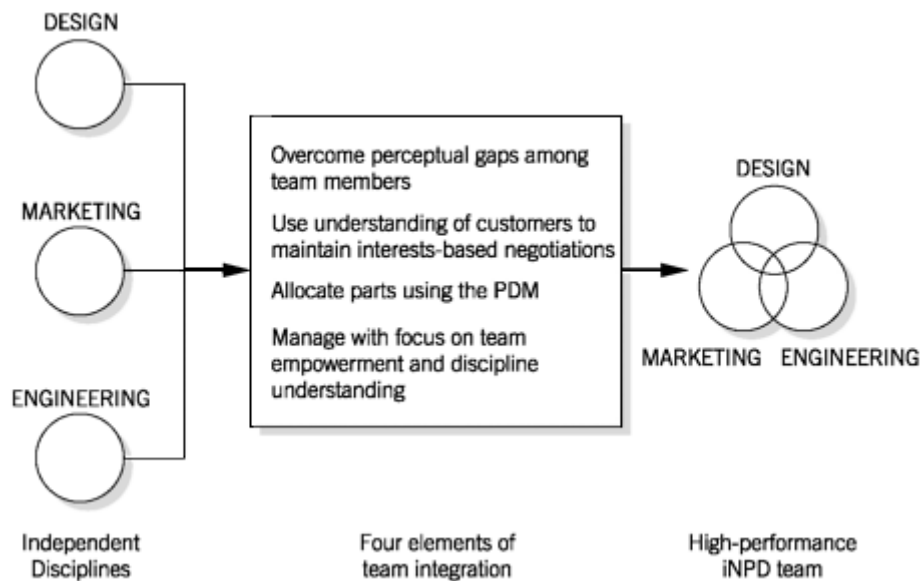 DESIGN
MARKETING
ENGINEERING
Overcome perceptual gaps among
team members
Use understanding of customers to
maintain interests-based negotiations
Allocate parts using the PDM
Manage with focus on team
empowerment and discipline
understanding
DESIGN
MARKETING ENGINEERING
Independent
Disciplines
Four elements of
team integration
High-performance
iNPD team